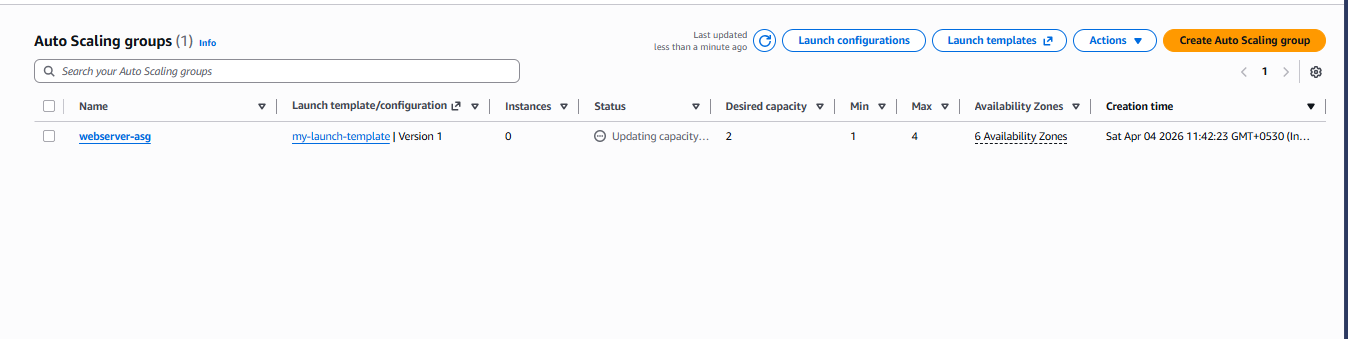 Auto Scaling groups (1) Info
Last updated
less than a minute ago
Launch configurations
Launch templates
Actions
Create Auto Scaling group
Search your Auto Scaling groups
1
Name Launch template/configuration Instances Status Desired capacity Min Max Availability Zones Creation time
webserver-asg my-launch-template | Version 1 0 Updating capacity... 2 1 4 6 Availability Zones Sat Apr 04 2026 11:42:23 GMT+0530 (In...